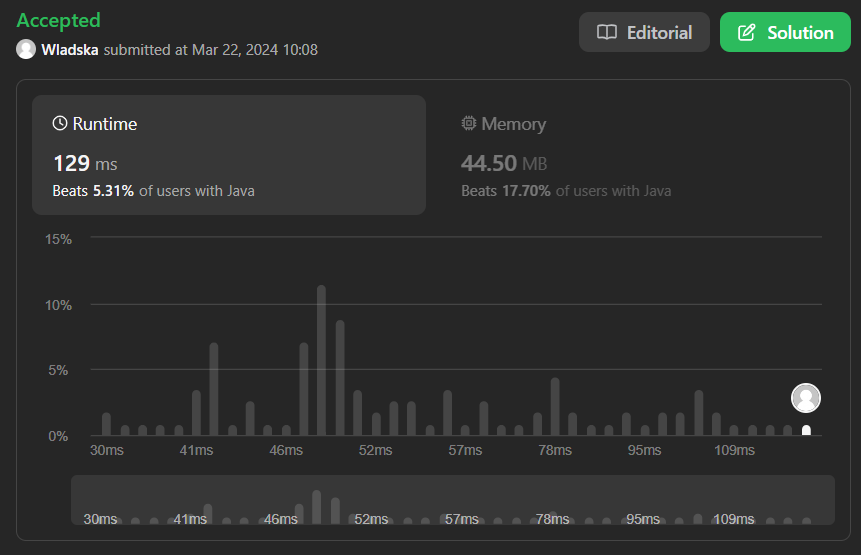 Accepted
Wladska submitted at Mar 22, 2024 10:08
Editorial
Solution
Runtime
129 ms
Beats 5.31% of users with Java
Memory
44.50 MB
Beats 17.70% of users with Java
15%
10%
5%
0%
30ms 41ms 46ms 52ms 57ms 78ms 95ms 109ms
30ms 41ms 46ms 52ms 57ms 78ms 95ms 109ms